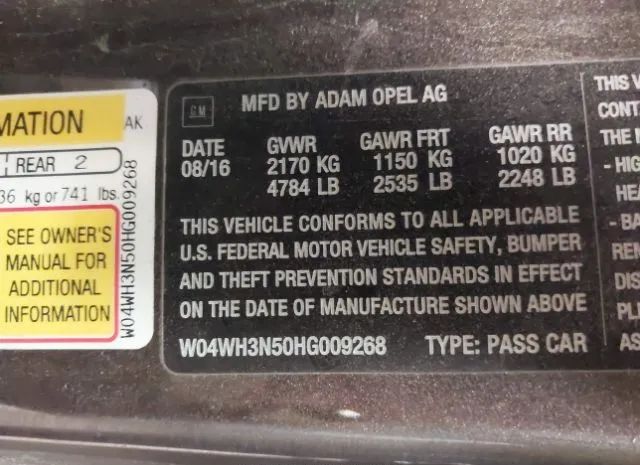 MATION
AK
REAR 2
36 kg or 741 lbs.
SEE OWNER'S
MANUAL FOR
ADDITIONAL
INFORMATION
W04WH3N50HG009268
GM
MFD BY ADAM OPEL AG
DATE GVWR GAWR FRT GAWR RR
08/16 2170 KG 1150 KG 1020 KG
4784 LB 2535 LB 2248 LB
THIS VEHICLE CONFORMS TO ALL APPLICABLE
U.S. FEDERAL MOTOR VEHICLE SAFETY, BUMPER
AND THEFT PREVENTION STANDARDS IN EFFECT
ON THE DATE OF MANUFACTURE SHOWN ABOVE
W04WH3N50HG009268 TYPE: PASS CAR
THIS V
CONT
THE I
- HIG
HEA
- BA
REM
DIS
PL
AS